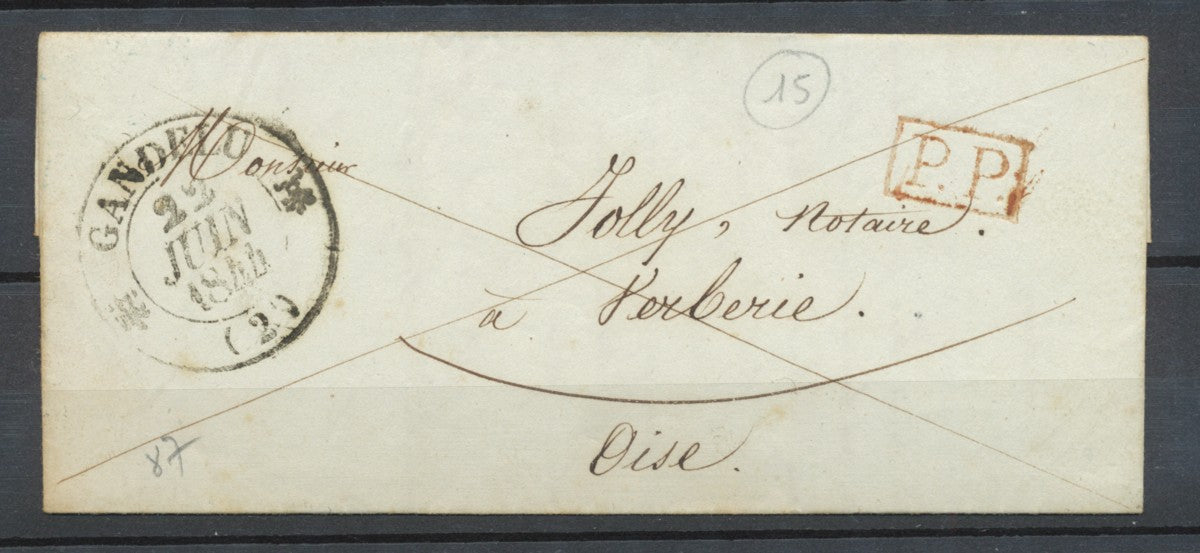 15
P.P.
GANDELU
22
JUIN
1844
(2)
Monsieur
Jolly, Notaire.
à Verberie.
Oise.
87